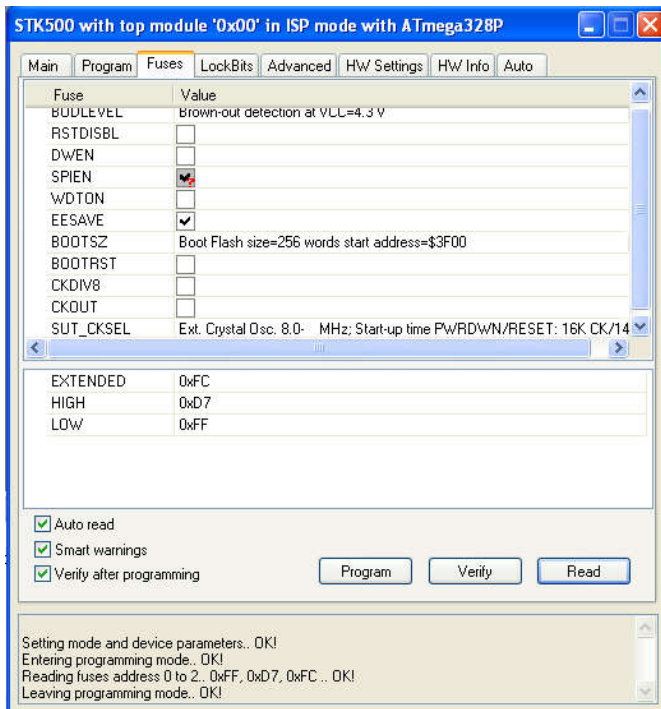 STK500 with top module '0x00' in ISP mode with ATmega328P
Main Program Fuses LockBits Advanced HW Settings HW Info Auto
Fuse Value
BODLEVEL Brown-out detection at VCC=4.3 V
RSTDISBL
DWEN
SPIEN
WDTON
EESAVE
BOOTSZ Boot Flash size=256 words start address=$3F00
BOOTRST
CKDIV8
CKOUT
SUT_CKSEL Ext. Crystal Osc. 8.0- MHz; Start-up time PWRDWN/RESET: 16K CK/14
EXTENDED 0xFC
HIGH 0xD7
LOW 0xFF
Auto read
Smart warnings
Verify after programming
Program Verify Read
Setting mode and device parameters.. OK!
Entering programming mode.. OK!
Reading fuses address 0 to 2.. 0xFF, 0xD7, 0xFC .. OK!
Leaving programming mode.. OK!